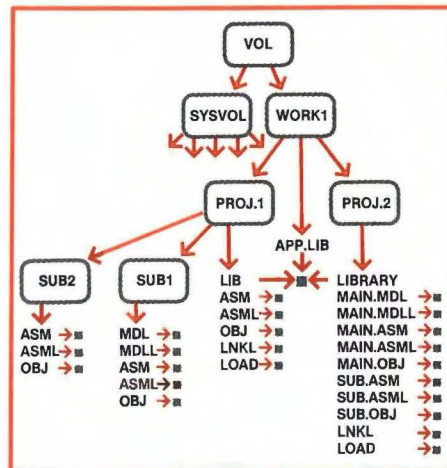 VOL
SYSVOL
WORK1
PROJ.1
PROJ.2
APP.LIB
SUB2
SUB1
LIB
ASM
ASML
OBJ
LNKL
LOAD
LIBRARY
MAIN.MDL
MAIN.MDLL
MAIN.ASM
MAIN.ASML
MAIN.OBJ
SUB.ASM
SUB.ASML
SUB.OBJ
LNKL
LOAD
ASM
ASML
OBJ
MDL
MDLL
ASM
ASML
OBJ